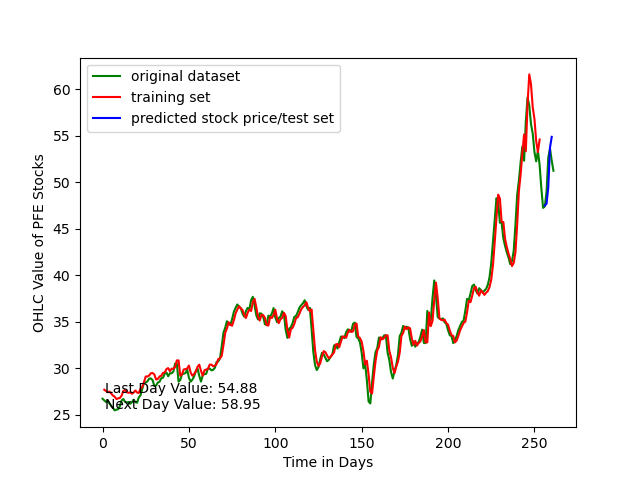 original dataset
training set
predicted stock price/test set
OHLC Value of PFE Stocks
60
55
50
45
40
35
30
25
Last Day Value: 54.88
Next Day Value: 58.95
0 50 100 150 200 250
Time in Days